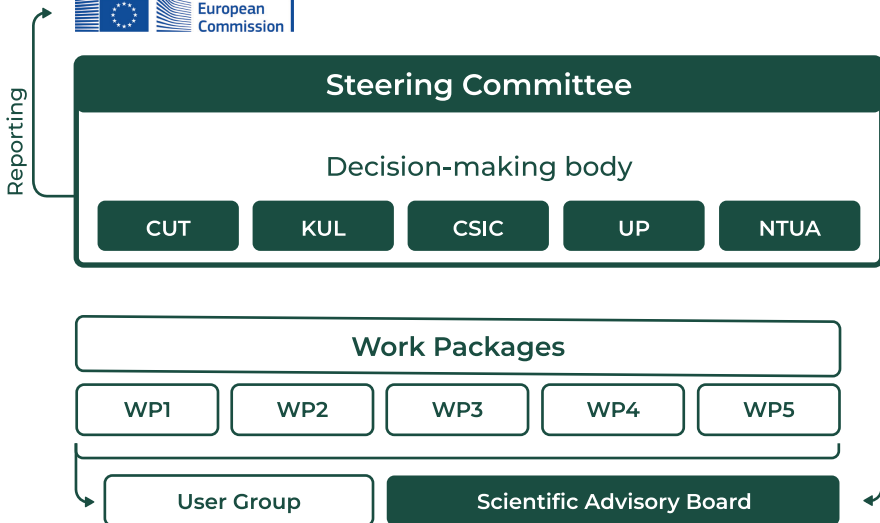 European
Commission
Reporting
Steering Committee
Decision-making body
CUT KUL CSIC UP NTUA
Work Packages
WP1 WP2 WP3 WP4 WP5
User Group Scientific Advisory Board